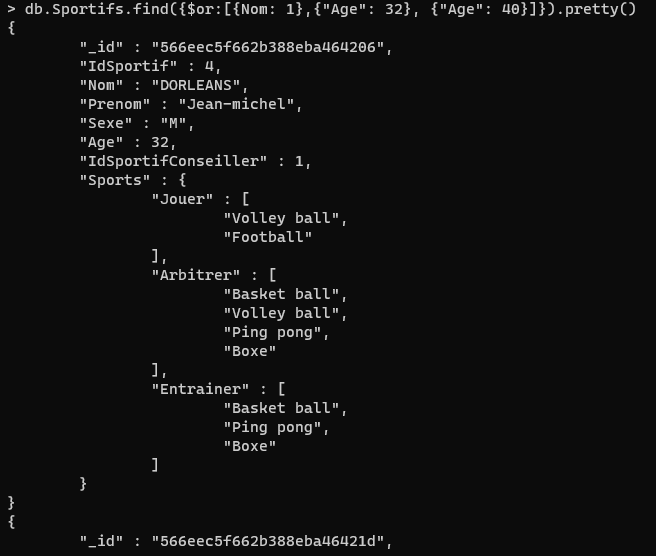 > db.Sportifs.find({$or:[{Nom: 1},{"Age": 32}, {"Age": 40}]}).pretty()
{
        "_id" : "566eec5f662b388eba464206",
        "IdSportif" : 4,
        "Nom" : "DORLEANS",
        "Prenom" : "Jean-michel",
        "Sexe" : "M",
        "Age" : 32,
        "IdSportifConseiller" : 1,
        "Sports" : {
                "Jouer" : [
                        "Volley ball",
                        "Football"
                ],
                "Arbitrer" : [
                        "Basket ball",
                        "Volley ball",
                        "Ping pong",
                        "Boxe"
                ],
                "Entrainer" : [
                        "Basket ball",
                        "Ping pong",
                        "Boxe"
                ]
        }
}
{
        "_id" : "566eec5f662b388eba46421d",